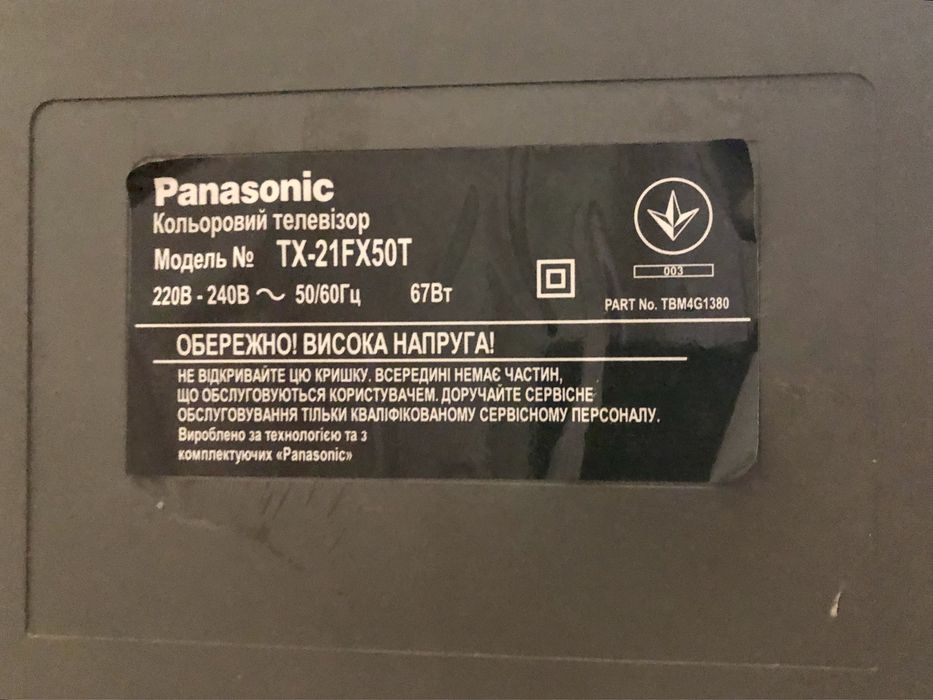 Panasonic
Кольоровий телевізор
Модель № TX-21FX50T
220В - 240В ~ 50/60Гц 67Вт
003
PART No. TBM4G1380
ОБЕРЕЖНО! ВИСОКА НАПРУГА!
НЕ ВІДКРИВАЙТЕ ЦЮ КРИШКУ. ВСЕРЕДИНІ НЕМАЄ ЧАСТИН,
ЩО ОБСЛУГОВУЮТЬСЯ КОРИСТУВАЧЕМ. ДОРУЧАЙТЕ СЕРВІСНЕ
ОБСЛУГОВУВАННЯ ТІЛЬКИ КВАЛІФІКОВАНОМУ СЕРВІСНОМУ ПЕРСОНАЛУ.
Вироблено за технологією та з
комплектуючих «Panasonic»